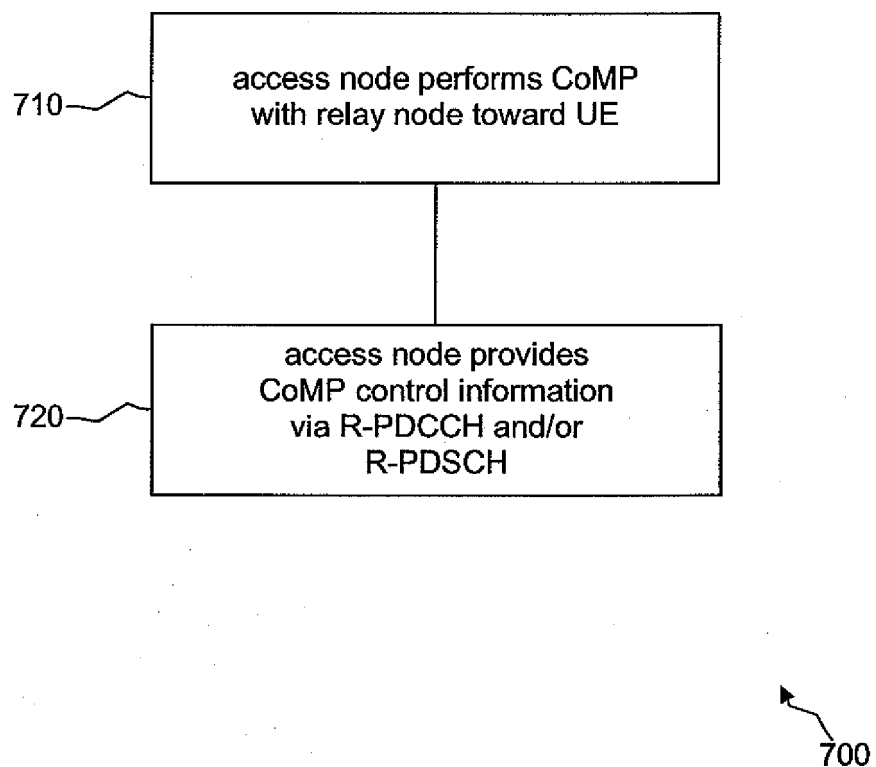 710
access node performs CoMP
with relay node toward UE
720
access node provides
CoMP control information
via R-PDCCH and/or
R-PDSCH
700